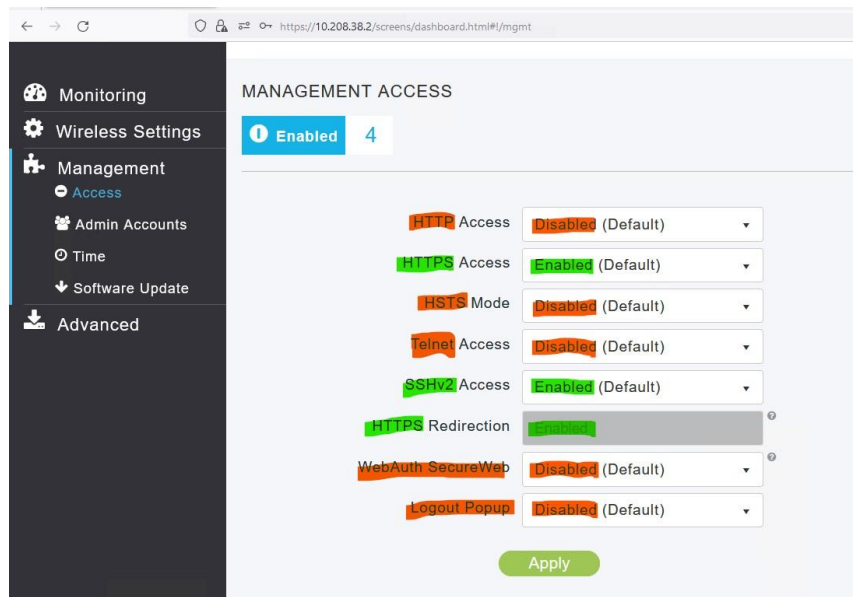 https://10.208.38.2/screens/dashboard.html#!/mgmt
Monitoring
Wireless Settings
Management
Access
Admin Accounts
Time
Software Update
Advanced
MANAGEMENT ACCESS
Enabled 4
HTTP Access Disabled (Default)
HTTPS Access Enabled (Default)
HSTS Mode Disabled (Default)
Telnet Access Disabled (Default)
SSHv2 Access Enabled (Default)
HTTPS Redirection Enabled
WebAuth SecureWeb Disabled (Default)
Logout Popup Disabled (Default)
Apply